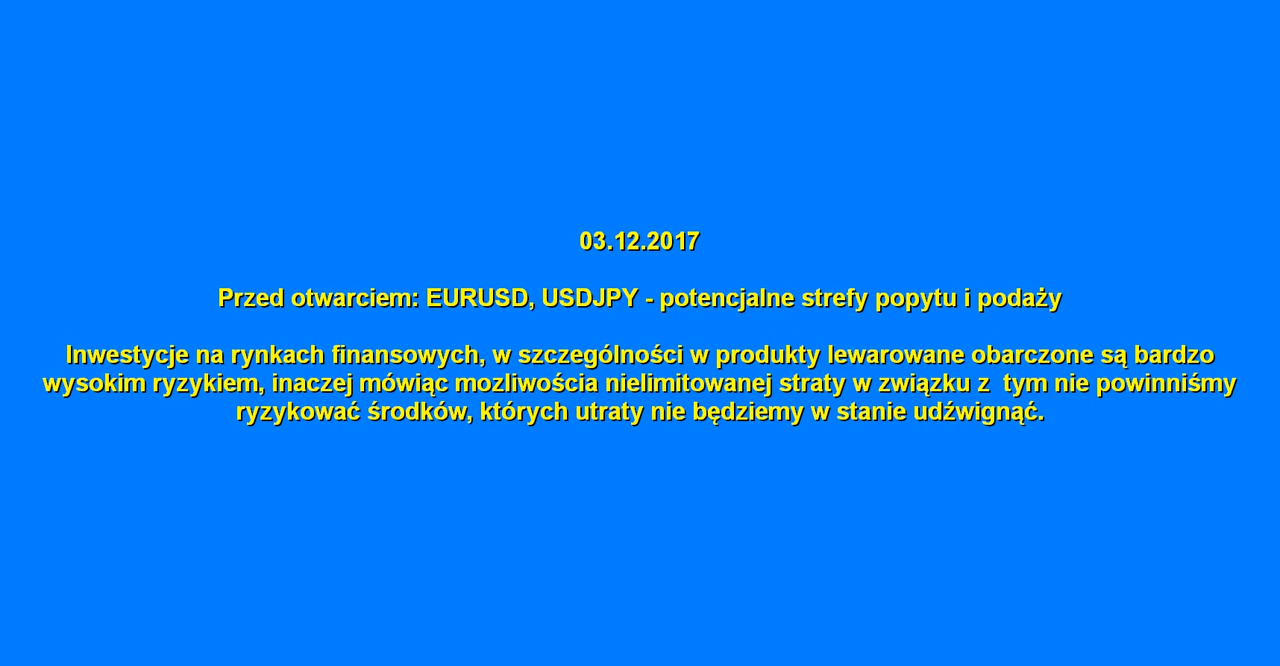 03.12.2017
Przed otwarciem: EURUSD, USDJPY - potencjalne strefy popytu i podaży
Inwestycje na rynkach finansowych, w szczególności w produkty lewarowane obarczone są bardzo
wysokim ryzykiem, inaczej mówiąc mozliwościa nielimitowanej straty w związku z  tym nie powinniśmy
ryzykować środków, których utraty nie będziemy w stanie udźwignąć.